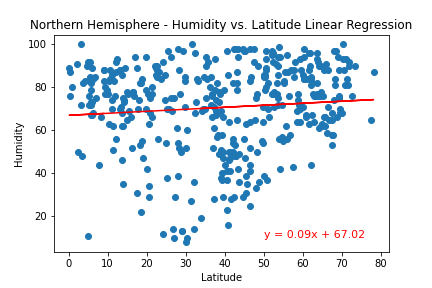 Northern Hemisphere - Humidity vs. Latitude Linear Regression
100
80
60
40
20
Humidity
y = 0.09x + 67.02
0 10 20 30 40 50 60 70 80
Latitude